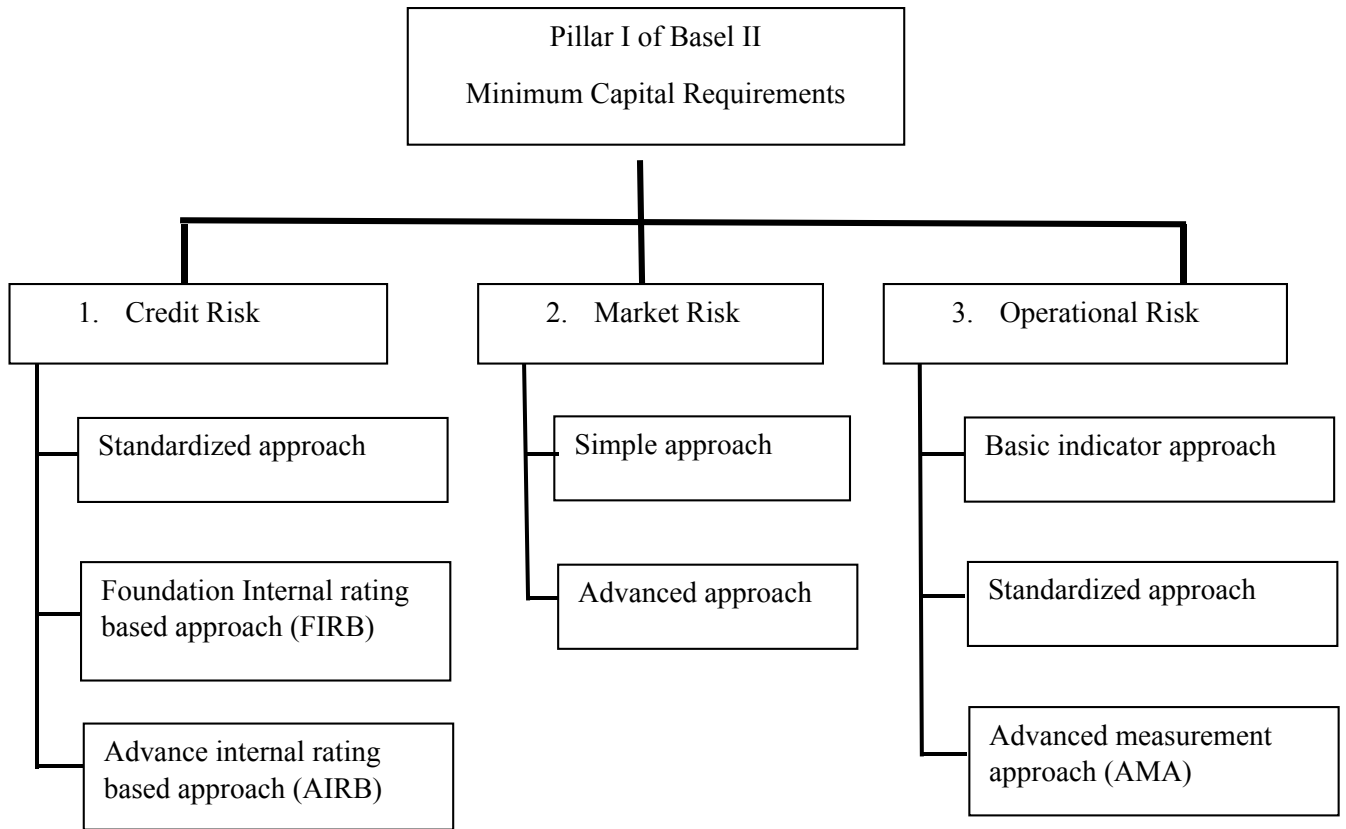 Pillar I of Basel II
Minimum Capital Requirements
1. Credit Risk
2. Market Risk
3. Operational Risk
Standardized approach
Foundation Internal rating
based approach (FIRB)
Advance internal rating
based approach (AIRB)
Simple approach
Advanced approach
Basic indicator approach
Standardized approach
Advanced measurement
approach (AMA)